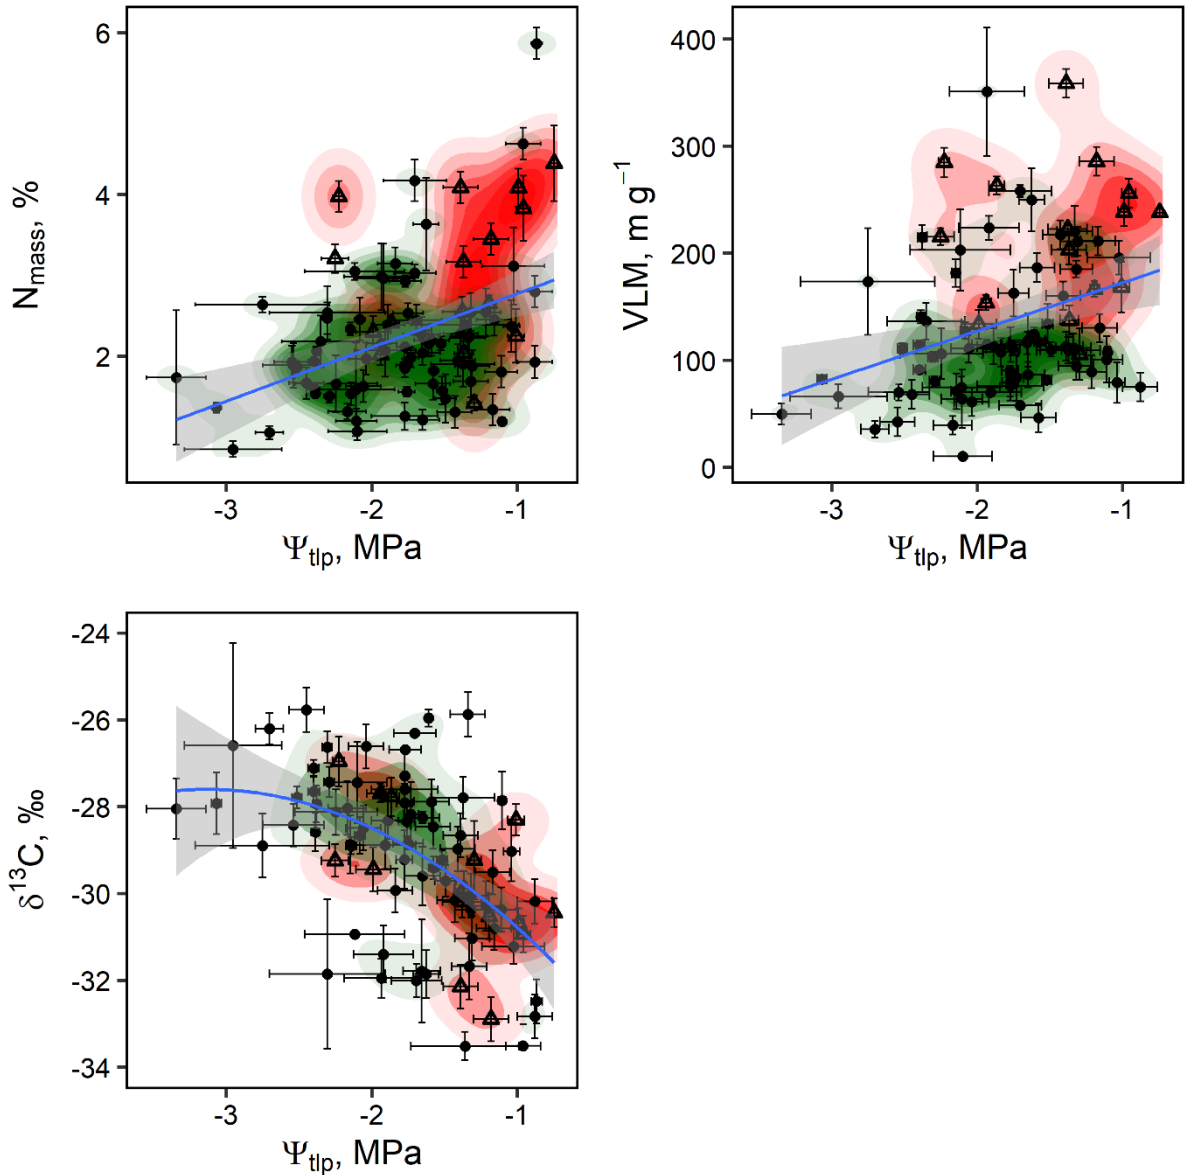 6
4
2
N_mass, %
-3 -2 -1
Ψ_tlp, MPa
400
300
200
100
0
VLM, m g⁻¹
-3 -2 -1
Ψ_tlp, MPa
-24
-26
-28
-30
-32
-34
δ¹³C, ‰
-3 -2 -1
Ψ_tlp, MPa